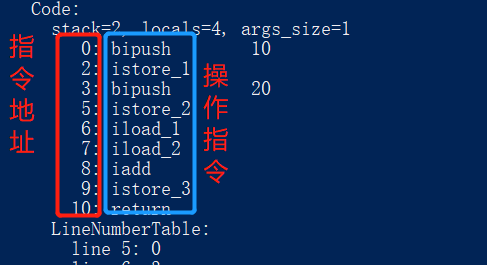 Code:
stack=2, locals=4, args_size=1
0: bipush 10
2: istore_1
3: bipush 20
5: istore_2
6: iload_1
7: iload_2
8: iadd
9: istore_3
10: return
LineNumberTable:
line 5: 0
指令地址
操作指令